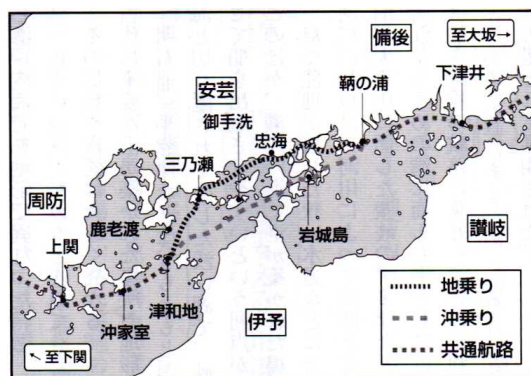 至大坂→
備後
下津井
鞆の浦
安芸
御手洗
忠海
三乃瀬
周防
鹿老渡
上関
岩城島
讃岐
沖家室
津和地
伊予
←至下関
地乗り
沖乗り
共通航路